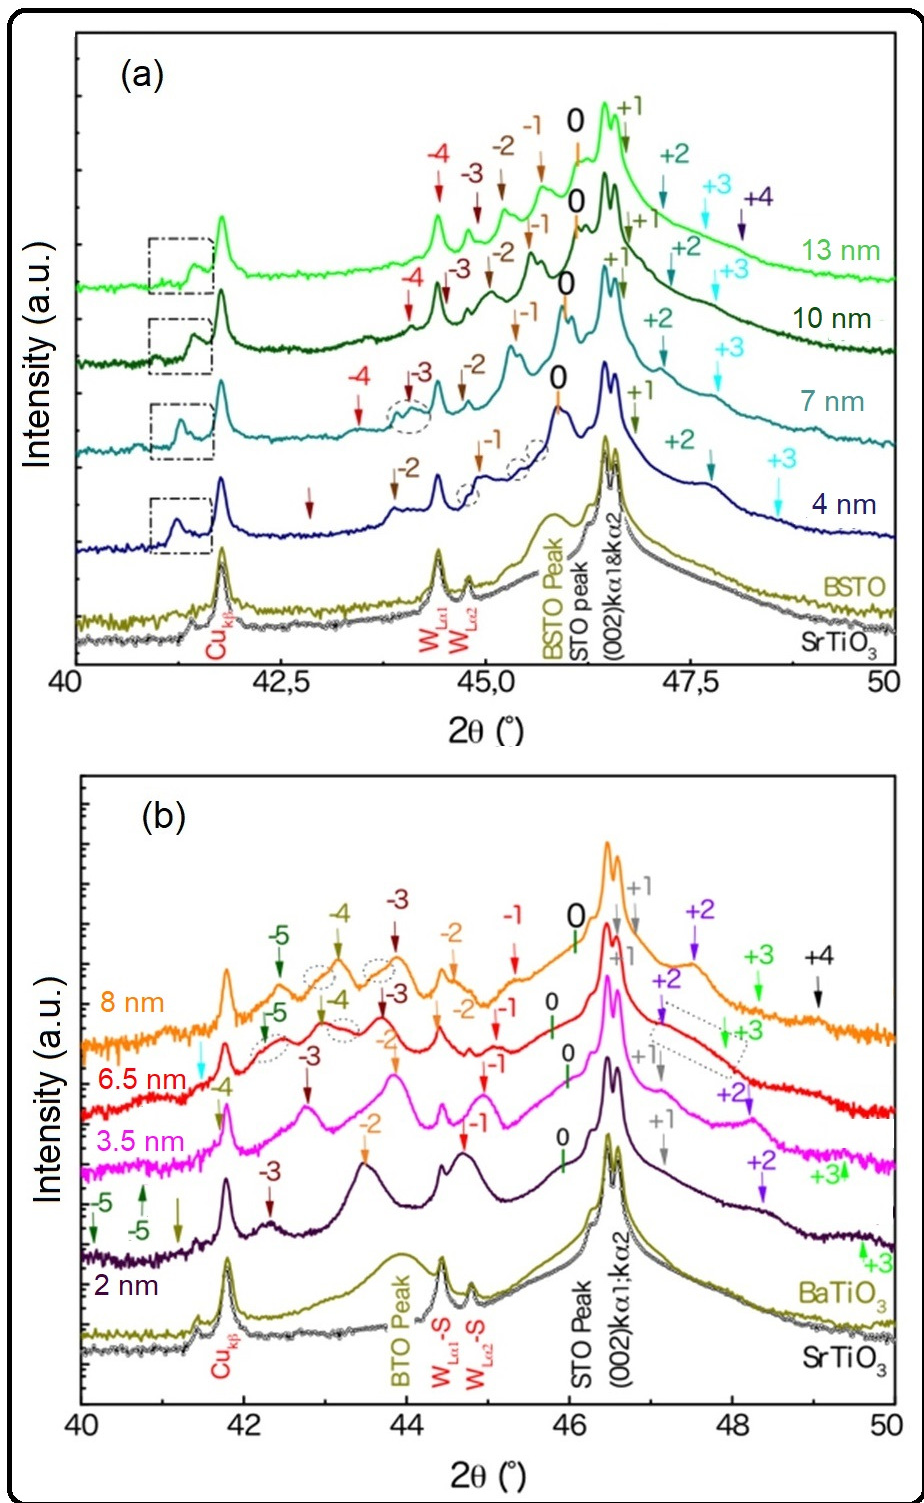 (a)
Intensity (a.u.)
-4 -3 -2 -1 0 +1 +2 +3 +4
13 nm
-4 -3 -2 -1 0 +1 +2 +3
10 nm
-4 -3 -2 -1 0 +1 +2 +3
7 nm
-2 -1 0 +1 +2 +3
4 nm
BSTO
SrTiO3
Cukβ
WLα1
WLα2
BSTO Peak
STO peak
(002)kα1&kα2
40 42,5 45,0 47,5 50
2θ (°)
(b)
Intensity (a.u.)
-5 -4 -3 -2 -1 0 +1 +2 +3 +4
8 nm
-5 -4 -3 -2 -1 0 +1 +2 +3
6.5 nm
-4 -3 -2 -1 0 +1 +2 +3
3.5 nm
-5 -5 -3 -2 -1 0 +1 +2 +3
2 nm
BaTiO3
SrTiO3
Cukβ
BTO Peak
WLα1-S
WLα2-S
STO Peak
(002)kα1;kα2
40 42 44 46 48 50
2θ (°)